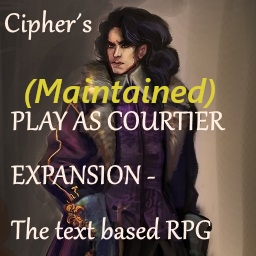 Cipher´s
(Maintained)
PLAY AS COURTIER
EXPANSION -
The text based RPG